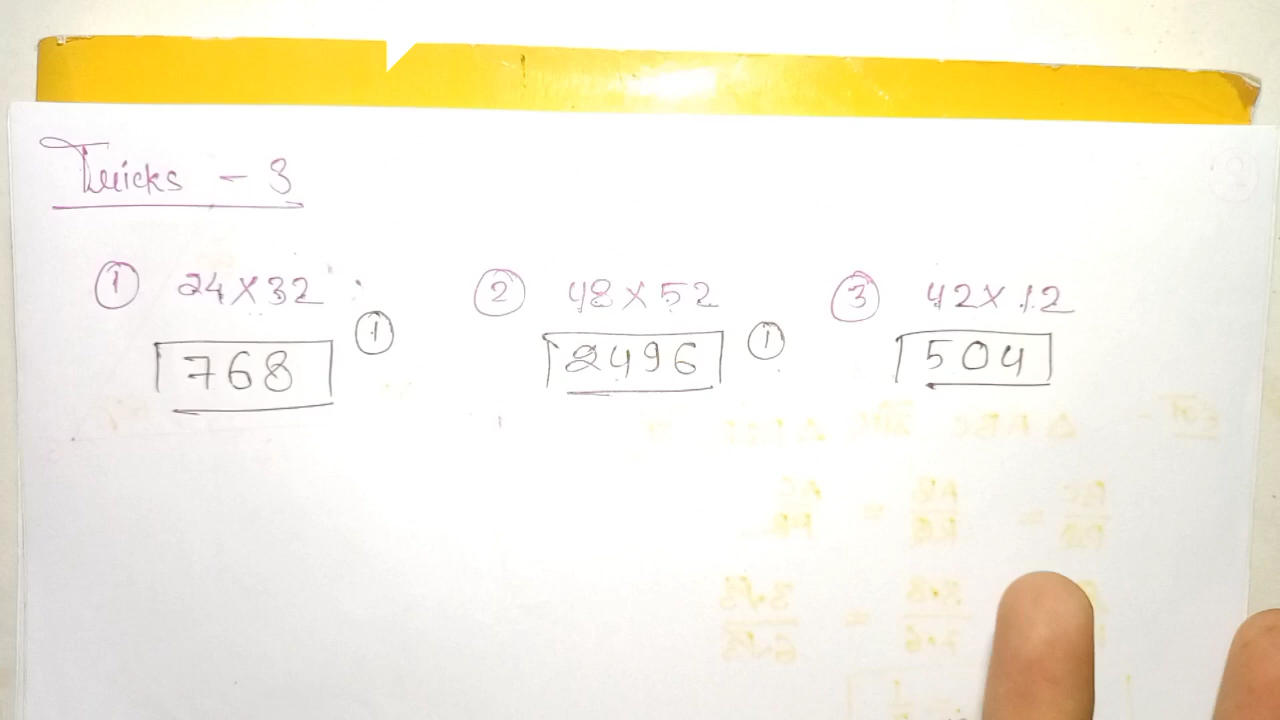 Tricks - 3
① 24×32 ② 48×52 ③ 42×12
768 ① 2496 ① 504